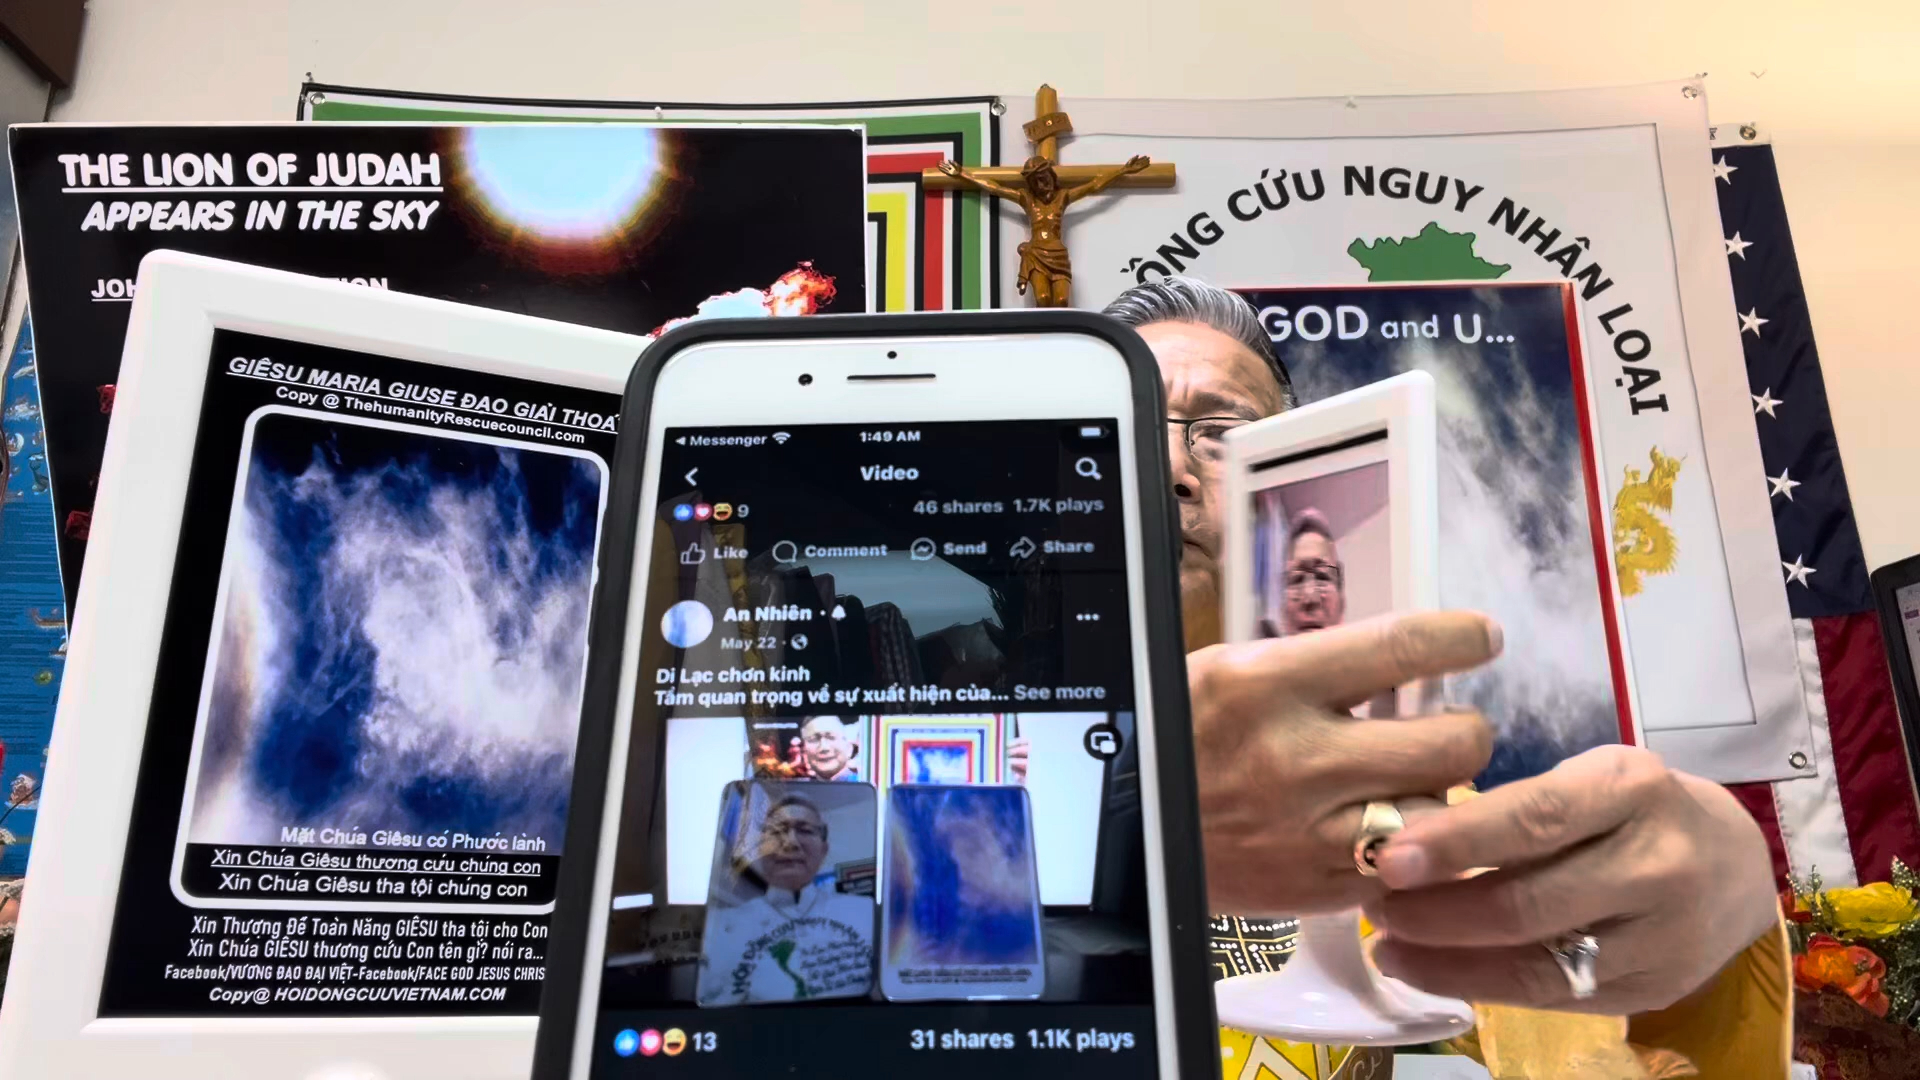 THE LION OF JUDAH
APPEARS IN THE SKY
CỨU NGUY NHÂN LOẠI
GOD and U...
GIÊSU MARIA GIUSE ĐẠO GIẢI
Copy @ ThehumanityRescuecouncil.com
Mặt Chúa Giêsu có Phước lành
Xin Chúa Giêsu thương cứu chúng con
Xin Chúa Giêsu tha tội chúng con
Xin Thượng Đế Toàn Năng GIÊSU tha tội cho Con
Xin Chúa GIÊSU thương cứu Con tên gì? nói ra...
Facebook/VƯƠNG ĐẠO ĐẠI VIỆT-Facebook/FACE GOD JESUS CHRIS
Copy@ HOIDONGCUUVIETNAM.COM
Messenger
1:49 AM
Video
9
46 shares 1.7K plays
Like
Comment
Send
Share
An Nhiên
May 22
Di Lạc chơn kinh
Tầm quan trọng về sự xuất hiện của... See more
13
31 shares 1.1K plays